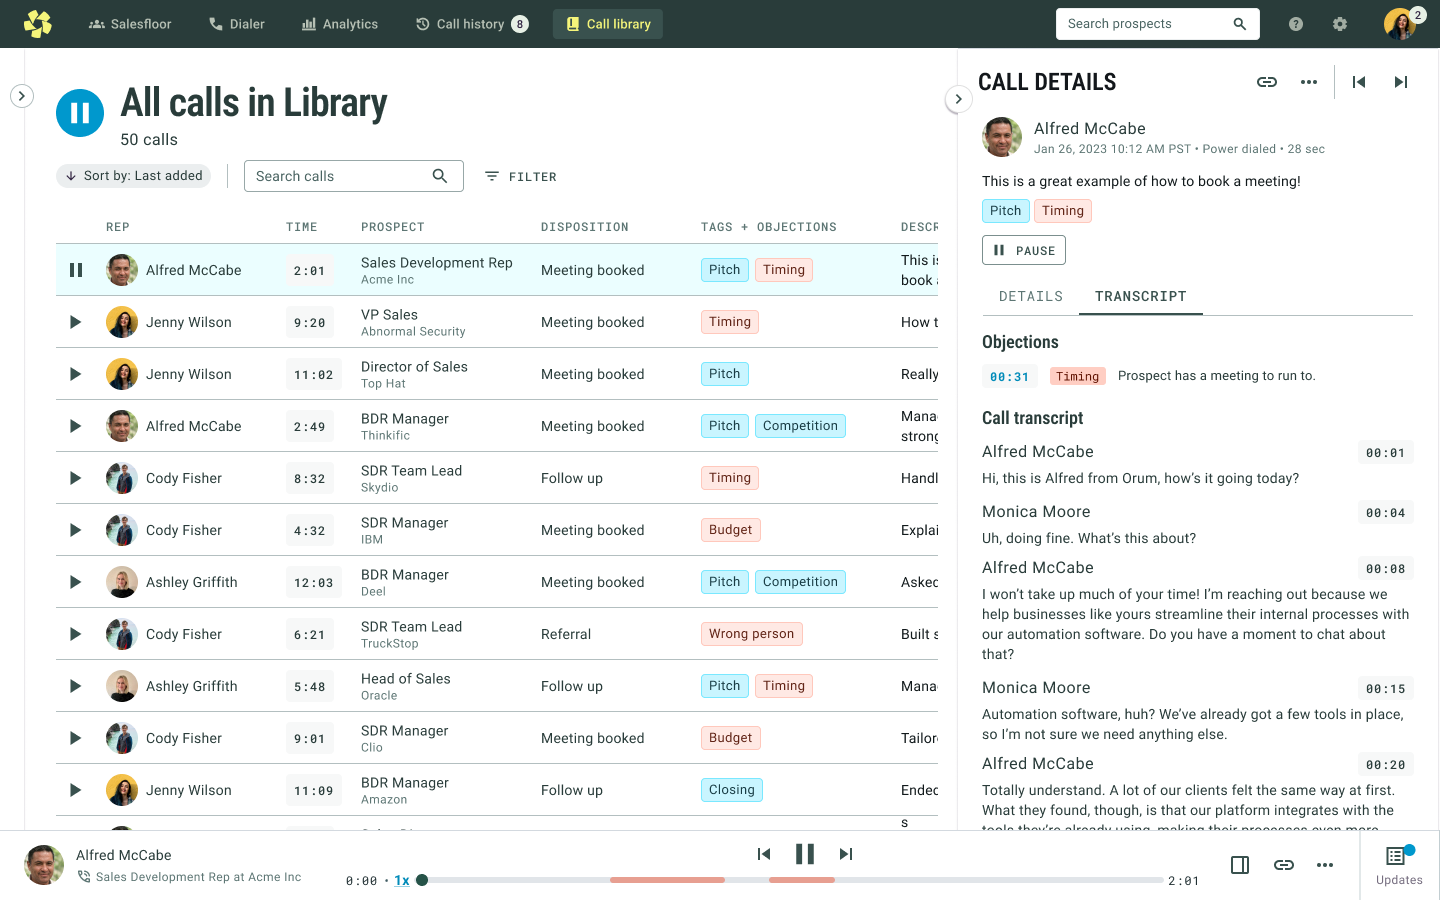 Salesfloor
Dialer
Analytics
Call history 8
Call library
Search prospects
2
All calls in Library
50 calls
Sort by: Last added
Search calls
FILTER
REP TIME PROSPECT DISPOSITION TAGS + OBJECTIONS DESCR
Alfred McCabe 2:01 Sales Development Rep Meeting booked Pitch Timing This is
Acme Inc book a
Jenny Wilson 9:20 VP Sales Meeting booked Timing How t
Abnormal Security
Jenny Wilson 11:02 Director of Sales Meeting booked Pitch Really
Top Hat
Alfred McCabe 2:49 BDR Manager Meeting booked Pitch Competition Mana
Thinkific strong
Cody Fisher 8:32 SDR Team Lead Follow up Timing Handl
Skydio
Cody Fisher 4:32 SDR Manager Meeting booked Budget Explai
IBM
Ashley Griffith 12:03 BDR Manager Meeting booked Pitch Competition Asked
Deel
Cody Fisher 6:21 SDR Team Lead Referral Wrong person Built s
TruckStop
Ashley Griffith 5:48 Head of Sales Follow up Pitch Timing Mana
Oracle
Cody Fisher 9:01 SDR Manager Meeting booked Budget Tailor
Clio
Jenny Wilson 11:09 BDR Manager Follow up Closing Ended
Amazon
s
CALL DETAILS
Alfred McCabe
Jan 26, 2023 10:12 AM PST • Power dialed • 28 sec
This is a great example of how to book a meeting!
Pitch Timing
PAUSE
DETAILS TRANSCRIPT
Objections
00:31 Timing Prospect has a meeting to run to.
Call transcript
Alfred McCabe 00:01
Hi, this is Alfred from Orum, how's it going today?
Monica Moore 00:04
Uh, doing fine. What's this about?
Alfred McCabe 00:08
I won't take up much of your time! I'm reaching out because we
help businesses like yours streamline their internal processes with
our automation software. Do you have a moment to chat about
that?
Monica Moore 00:15
Automation software, huh? We've already got a few tools in place,
so I'm not sure we need anything else.
Alfred McCabe 00:20
Totally understand. A lot of our clients felt the same way at first.
What they found, though, is that our platform integrates with the
tools they're already using, making their processes even more
Alfred McCabe
Sales Development Rep at Acme Inc
0:00 • 1x
2:01
Updates